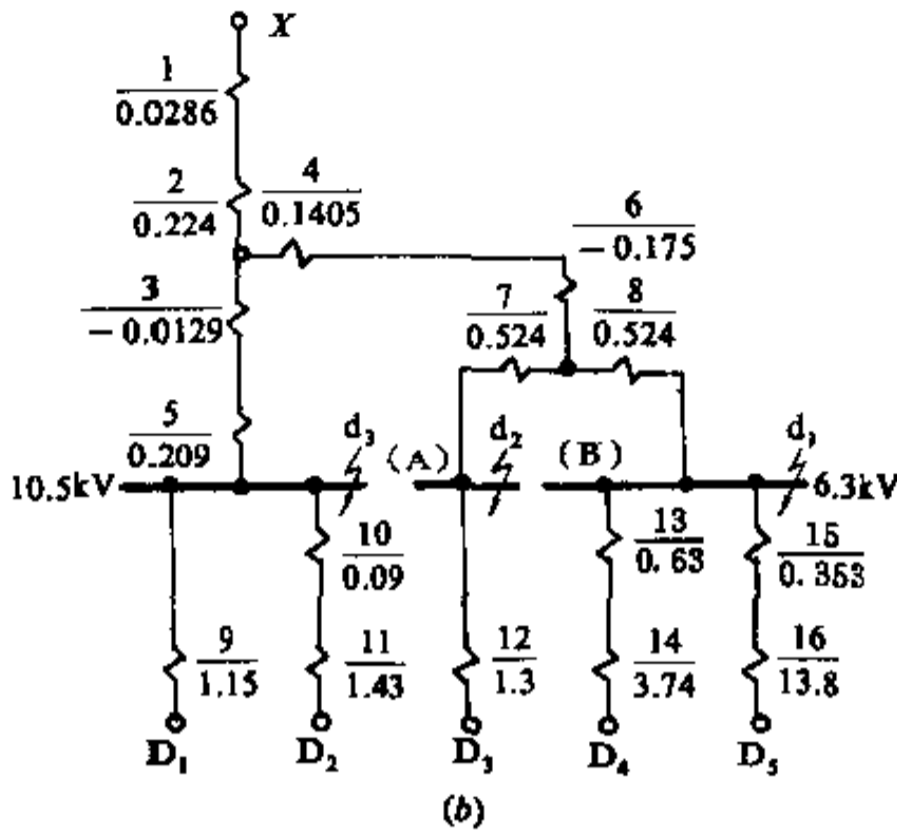 X
1
0.0286
2
0.224
4
0.1405
6
-0.175
3
-0.0129
7
0.524
8
0.524
5
0.209
d₃
(A)
d₂
(B)
d₁
10.5kV
6.3kV
10
0.09
13
0.63
15
0.353
9
1.15
11
1.43
12
1.3
14
3.74
16
13.8
D₁
D₂
D₃
D₄
D₅
(b)